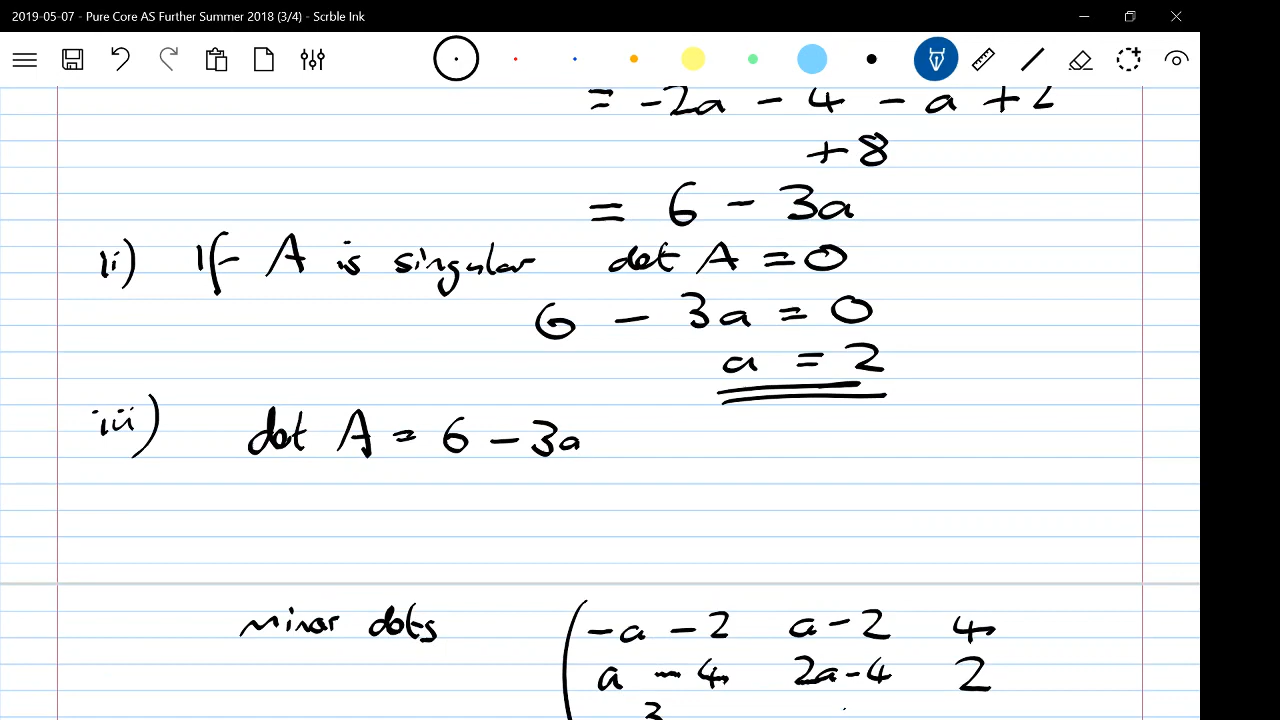 2019-05-07 - Pure Core AS Further Summer 2018 (3/4) - Scrble Ink
= -2a - 4 - a + 2
+ 8
= 6 - 3a
ii) If A is singular det A = 0
6 - 3a = 0
a = 2
iii) det A = 6 - 3a
minor dets ( -a - 2 a - 2 4
a - 4 2a - 4 2
3